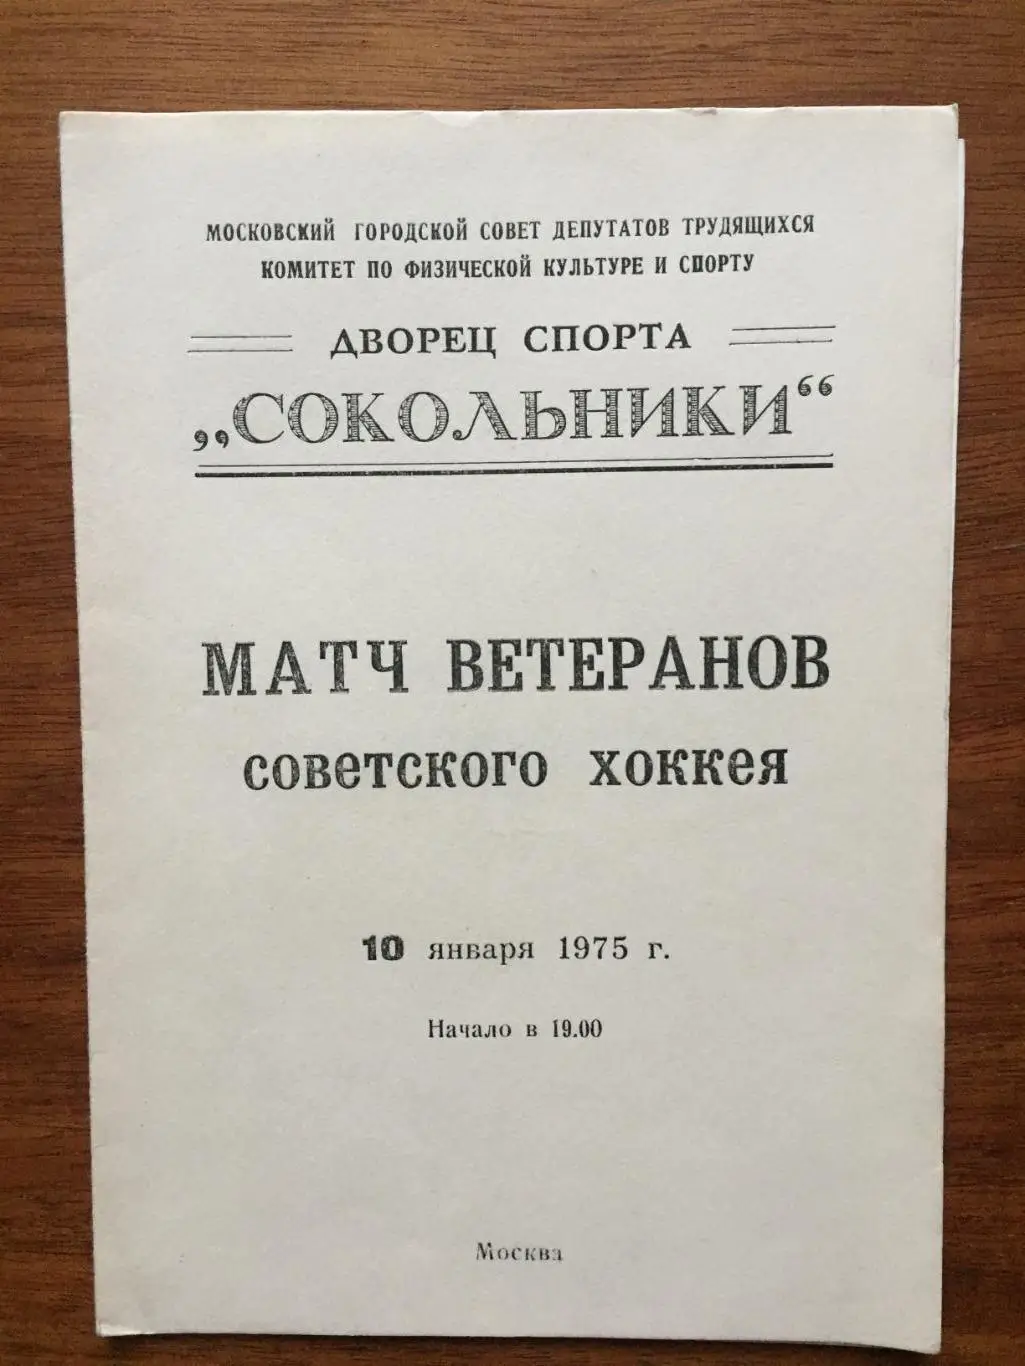 МОСКОВСКИЙ ГОРОДСКОЙ СОВЕТ ДЕПУТАТОВ ТРУДЯЩИХСЯ
КОМИТЕТ ПО ФИЗИЧЕСКОЙ КУЛЬТУРЕ И СПОРТУ
ДВОРЕЦ СПОРТА
„СОКОЛЬНИКИ“
МАТЧ ВЕТЕРАНОВ
советского хоккея
10 января 1975 г.
Начало в 19.00
Москва